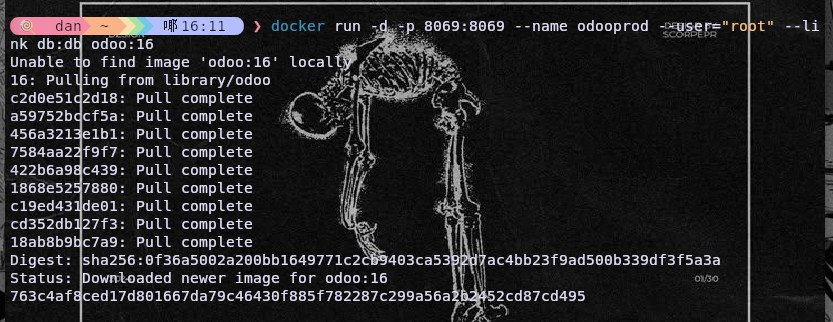 dan ~ 16:11 ❯ docker run -d -p 8069:8069 --name odooprod --user="root" --li
nk db:db odoo:16
Unable to find image 'odoo:16' locally
16: Pulling from library/odoo
c2d0e51c2d18: Pull complete
a59752bccf5a: Pull complete
456a3213e1b1: Pull complete
7584aa22f9f7: Pull complete
422b6a98c439: Pull complete
1868e5257880: Pull complete
c19ed431de01: Pull complete
cd352db127f3: Pull complete
18ab8b9bc7a9: Pull complete
Digest: sha256:0f36a5002a200bb1649771c2cb9403ca5392d7ac4bb23f9ad500b339df3f5a3a
Status: Downloaded newer image for odoo:16
01/30
763c4af8ced17d801667da79c46430f885f782287c299a56a2b2452cd87cd495